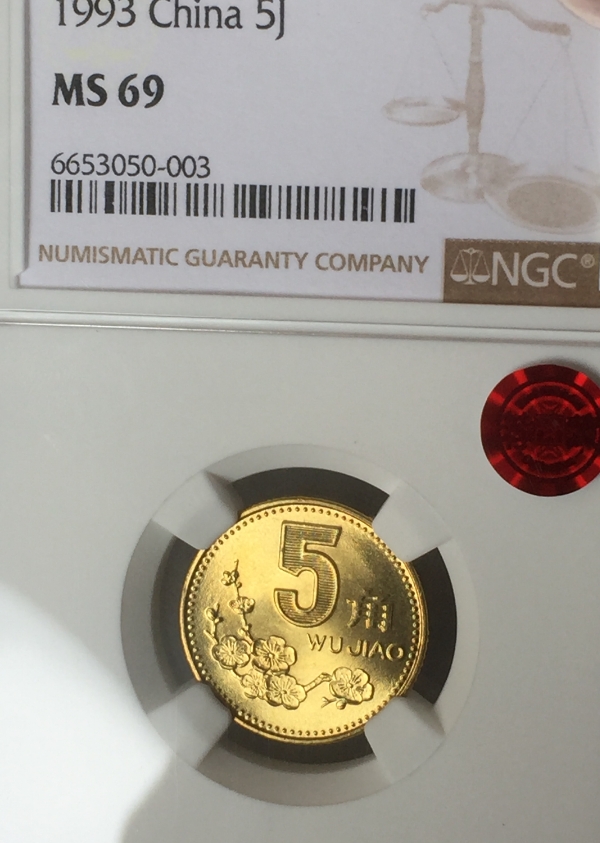 1993 China 5J
MS 69
6653050-003
NUMISMATIC GUARANTY COMPANY
NGC®
5 角
WU JIAO